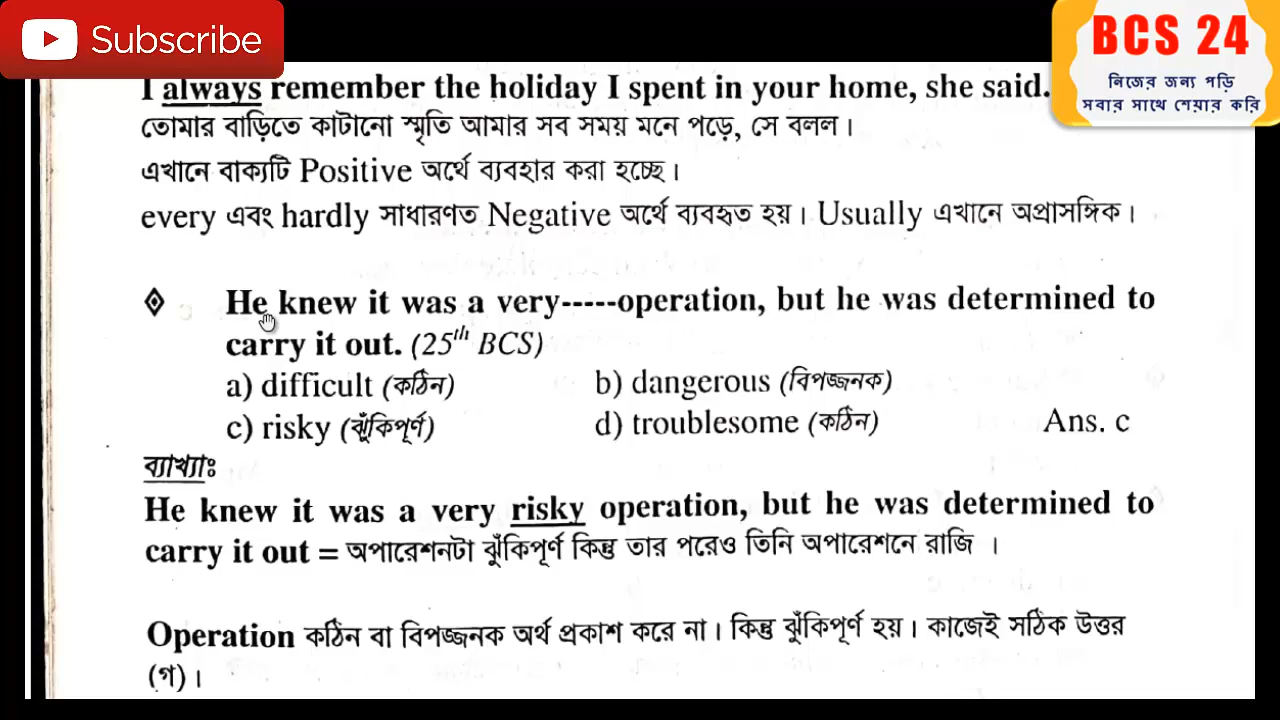 Subscribe
BCS 24
নিজের জন্য পড়ি
সবার সাথে শেয়ার করি
I always remember the holiday I spent in your home, she said.
তোমার বাড়িতে কাটানো স্মৃতি আমার সব সময় মনে পড়ে, সে বলল।
এখানে বাক্যটি Positive অর্থে ব্যবহার করা হচ্ছে।
every এবং hardly সাধারণত Negative অর্থে ব্যবহৃত হয়। Usually এখানে অপ্রাসঙ্গিক।
He knew it was a very-----operation, but he was determined to
carry it out. (25th BCS)
a) difficult (কঠিন) b) dangerous (বিপজ্জনক)
c) risky (ঝুঁকিপূর্ণ) d) troublesome (কঠিন) Ans. c
ব্যাখ্যাঃ
He knew it was a very risky operation, but he was determined to
carry it out = অপারেশনটা ঝুঁকিপূর্ণ কিন্তু তার পরেও তিনি অপারেশনে রাজি ।
Operation কঠিন বা বিপজ্জনক অর্থ প্রকাশ করে না। কিন্তু ঝুঁকিপূর্ণ হয়। কাজেই সঠিক উত্তর
(গ)।